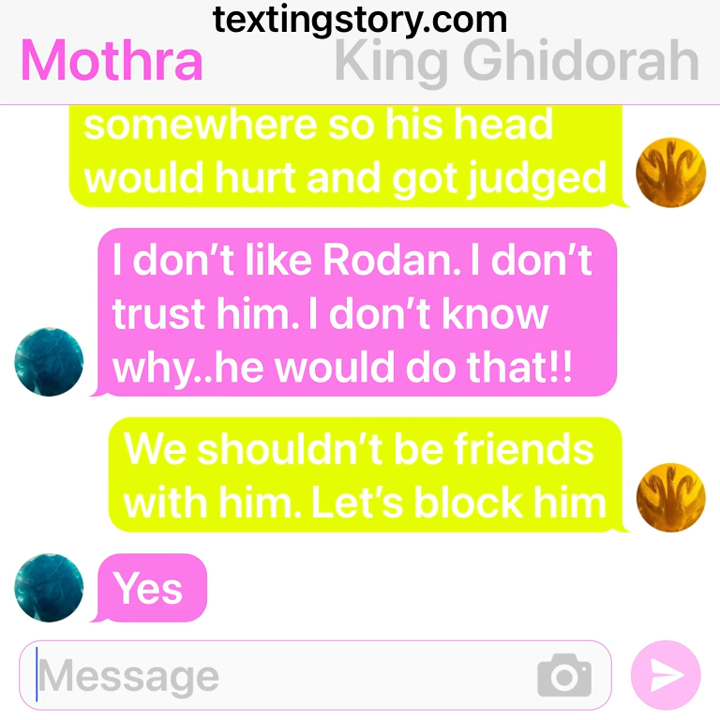 textingstory.com
Mothra King Ghidorah
somewhere so his head
would hurt and got judged
I don’t like Rodan. I don’t
trust him. I don’t know
why..he would do that!!
We shouldn’t be friends
with him. Let’s block him
Yes
Message